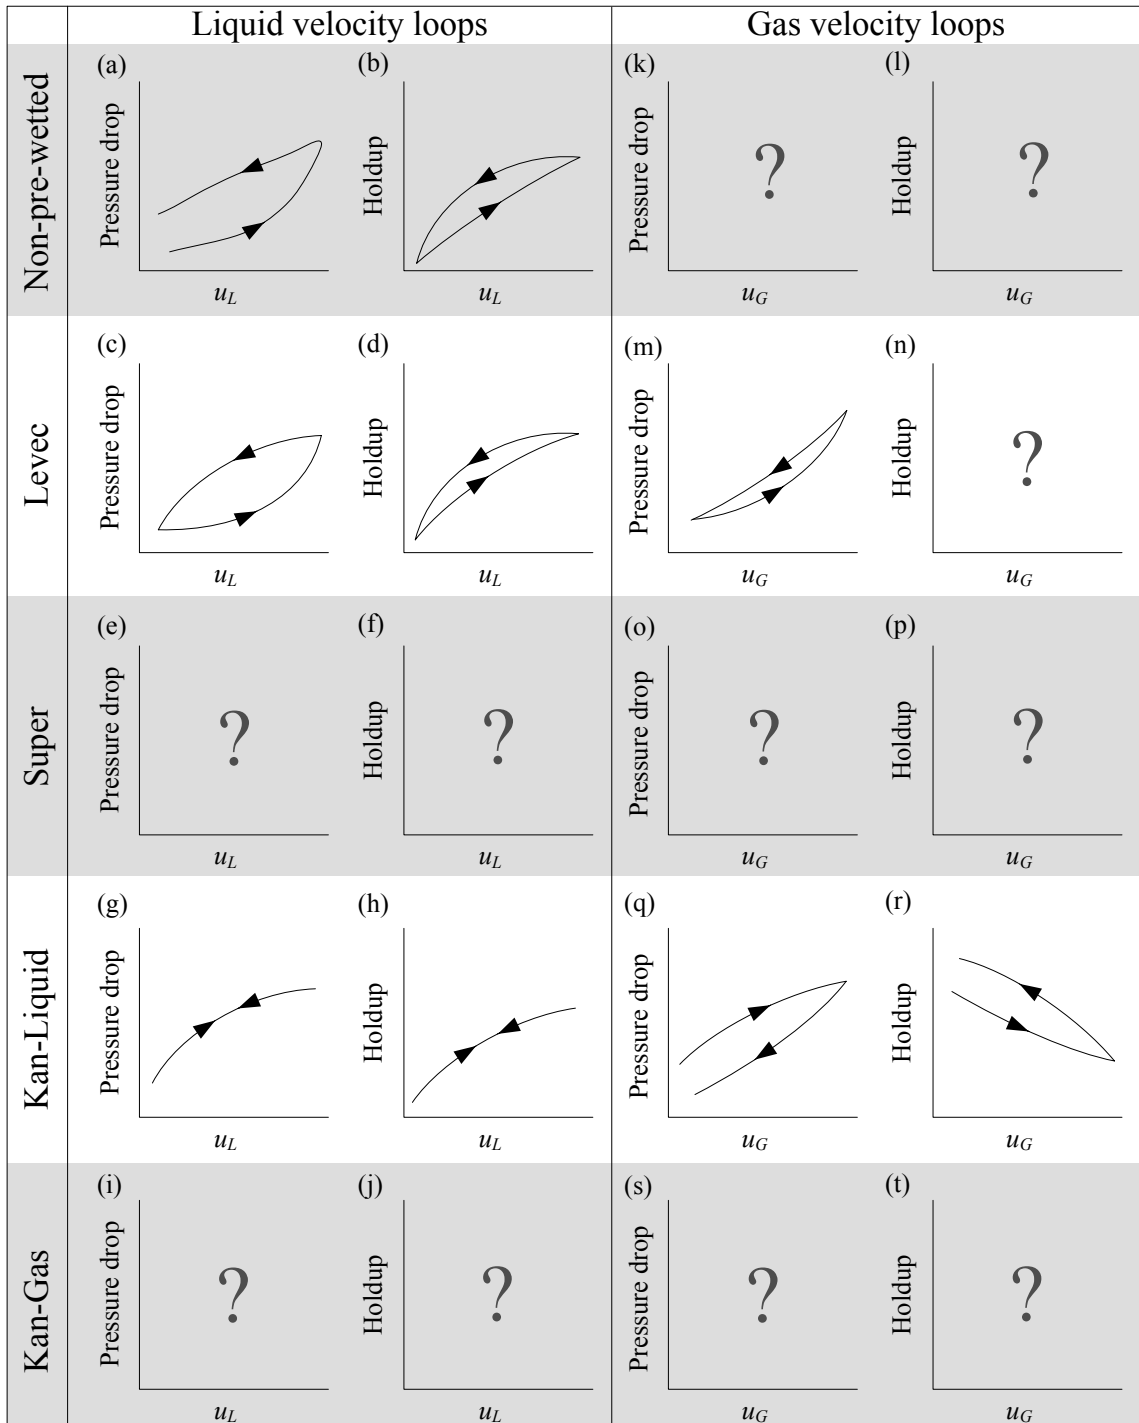 Liquid velocity loops
Gas velocity loops
Non-pre-wetted
(a)
Pressure drop
u_L
(b)
Holdup
u_L
(k)
Pressure drop
?
u_G
(l)
Holdup
?
u_G
Levec
(c)
Pressure drop
u_L
(d)
Holdup
u_L
(m)
Pressure drop
u_G
(n)
Holdup
?
u_G
Super
(e)
Pressure drop
?
u_L
(f)
Holdup
?
u_L
(o)
Pressure drop
?
u_G
(p)
Holdup
?
u_G
Kan-Liquid
(g)
Pressure drop
u_L
(h)
Holdup
u_L
(q)
Pressure drop
u_G
(r)
Holdup
u_G
Kan-Gas
(i)
Pressure drop
?
u_L
(j)
Holdup
?
u_L
(s)
Pressure drop
?
u_G
(t)
Holdup
?
u_G